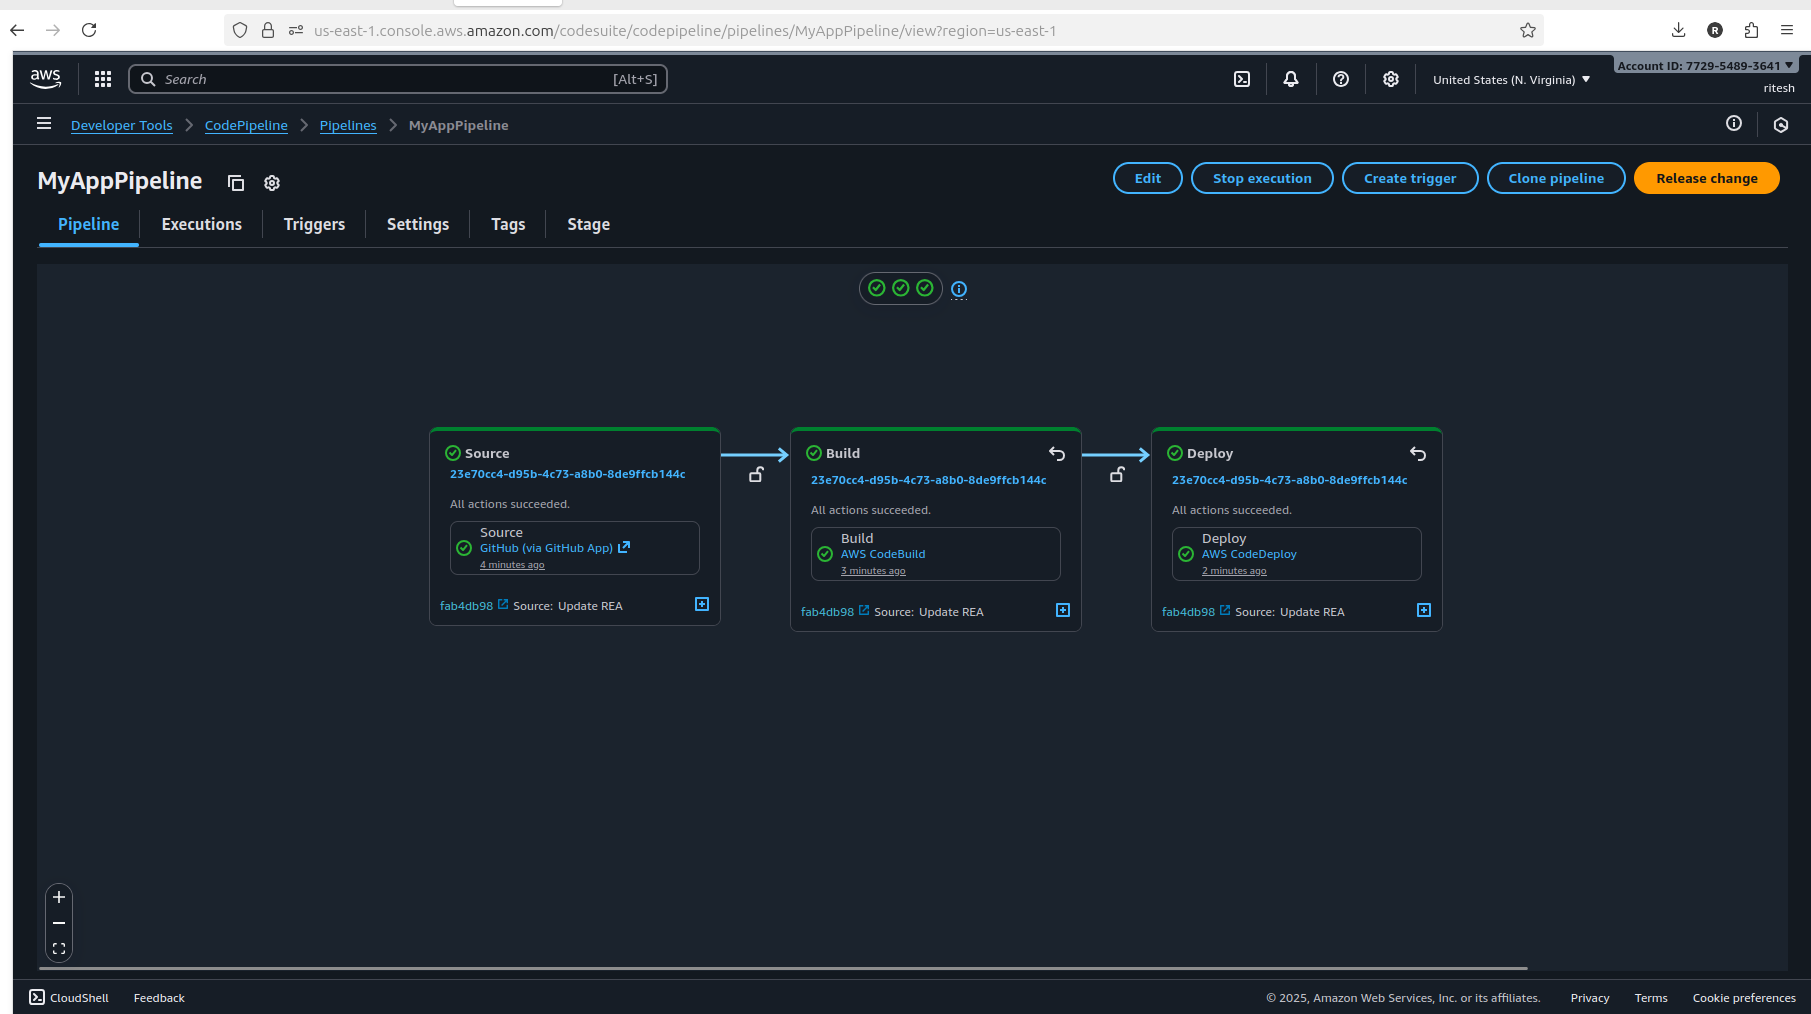 us-east-1.console.aws.amazon.com/codesuite/codepipeline/pipelines/MyAppPipeline/view?region=us-east-1
R
aws
Search
[Alt+S]
United States (N. Virginia)
Account ID: 7729-5489-3641
ritesh
Developer Tools
CodePipeline
Pipelines
MyAppPipeline
MyAppPipeline
Edit
Stop execution
Create trigger
Clone pipeline
Release change
Pipeline
Executions
Triggers
Settings
Tags
Stage
Source
23e70cc4-d95b-4c73-a8b0-8de9ffcb144c
All actions succeeded.
Source
GitHub (via GitHub App)
4 minutes ago
fab4db98 Source: Update REA
Build
23e70cc4-d95b-4c73-a8b0-8de9ffcb144c
All actions succeeded.
Build
AWS CodeBuild
3 minutes ago
fab4db98 Source: Update REA
Deploy
23e70cc4-d95b-4c73-a8b0-8de9ffcb144c
All actions succeeded.
Deploy
AWS CodeDeploy
2 minutes ago
fab4db98 Source: Update REA
CloudShell
Feedback
© 2025, Amazon Web Services, Inc. or its affiliates.
Privacy
Terms
Cookie preferences